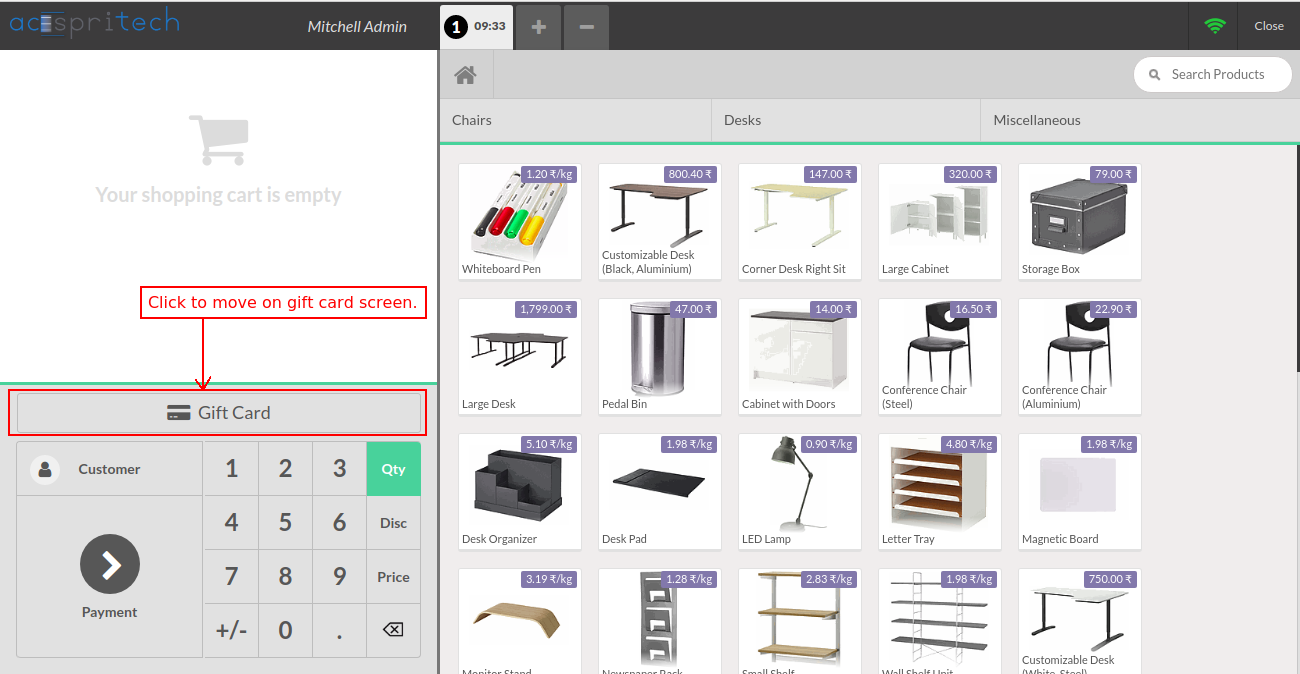 acespritech
Mitchell Admin
1 09:33
Close
Search Products
Your shopping cart is empty
Click to move on gift card screen.
Gift Card
Customer
1 2 3 Qty
4 5 6 Disc
7 8 9 Price
+/- 0 .
Payment
Chairs
Desks
Miscellaneous
1.20 ₹/kg
Whiteboard Pen
800.40 ₹
Customizable Desk
(Black, Aluminium)
147.00 ₹
Corner Desk Right Sit
320.00 ₹
Large Cabinet
79.00 ₹
Storage Box
1,799.00 ₹
Large Desk
47.00 ₹
Pedal Bin
14.00 ₹
Cabinet with Doors
16.50 ₹
Conference Chair
(Steel)
22.90 ₹
Conference Chair
(Aluminium)
5.10 ₹/kg
Desk Organizer
1.98 ₹/kg
Desk Pad
0.90 ₹/kg
LED Lamp
4.80 ₹/kg
Letter Tray
1.98 ₹/kg
Magnetic Board
3.19 ₹/kg
Monitor Stand
1.28 ₹/kg
Newspaper Rack
2.83 ₹/kg
Small Shelf
1.98 ₹/kg
Wall Shelf Unit
750.00 ₹
Customizable Desk
(White, Steel)